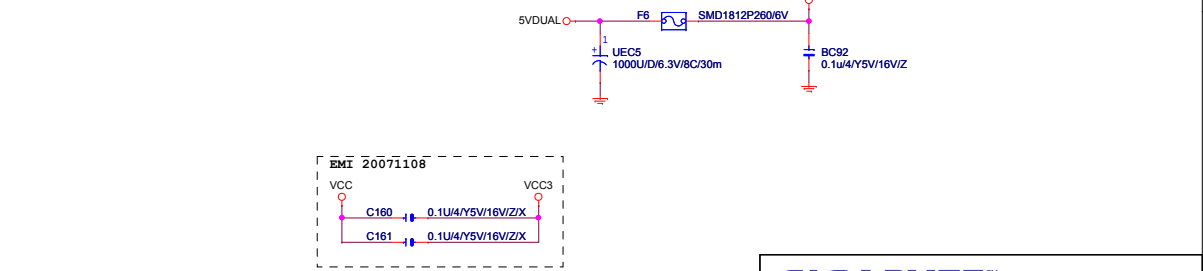 5VDUAL F6 SMD1812P260/6V
1
+ UEC5 BC92
1000U/D/6.3V/8C/30m 0.1u/4/Y5V/16V/Z
EMI 20071108
VCC VCC3
C160 0.1U/4/Y5V/16V/Z/X
C161 0.1U/4/Y5V/16V/Z/X